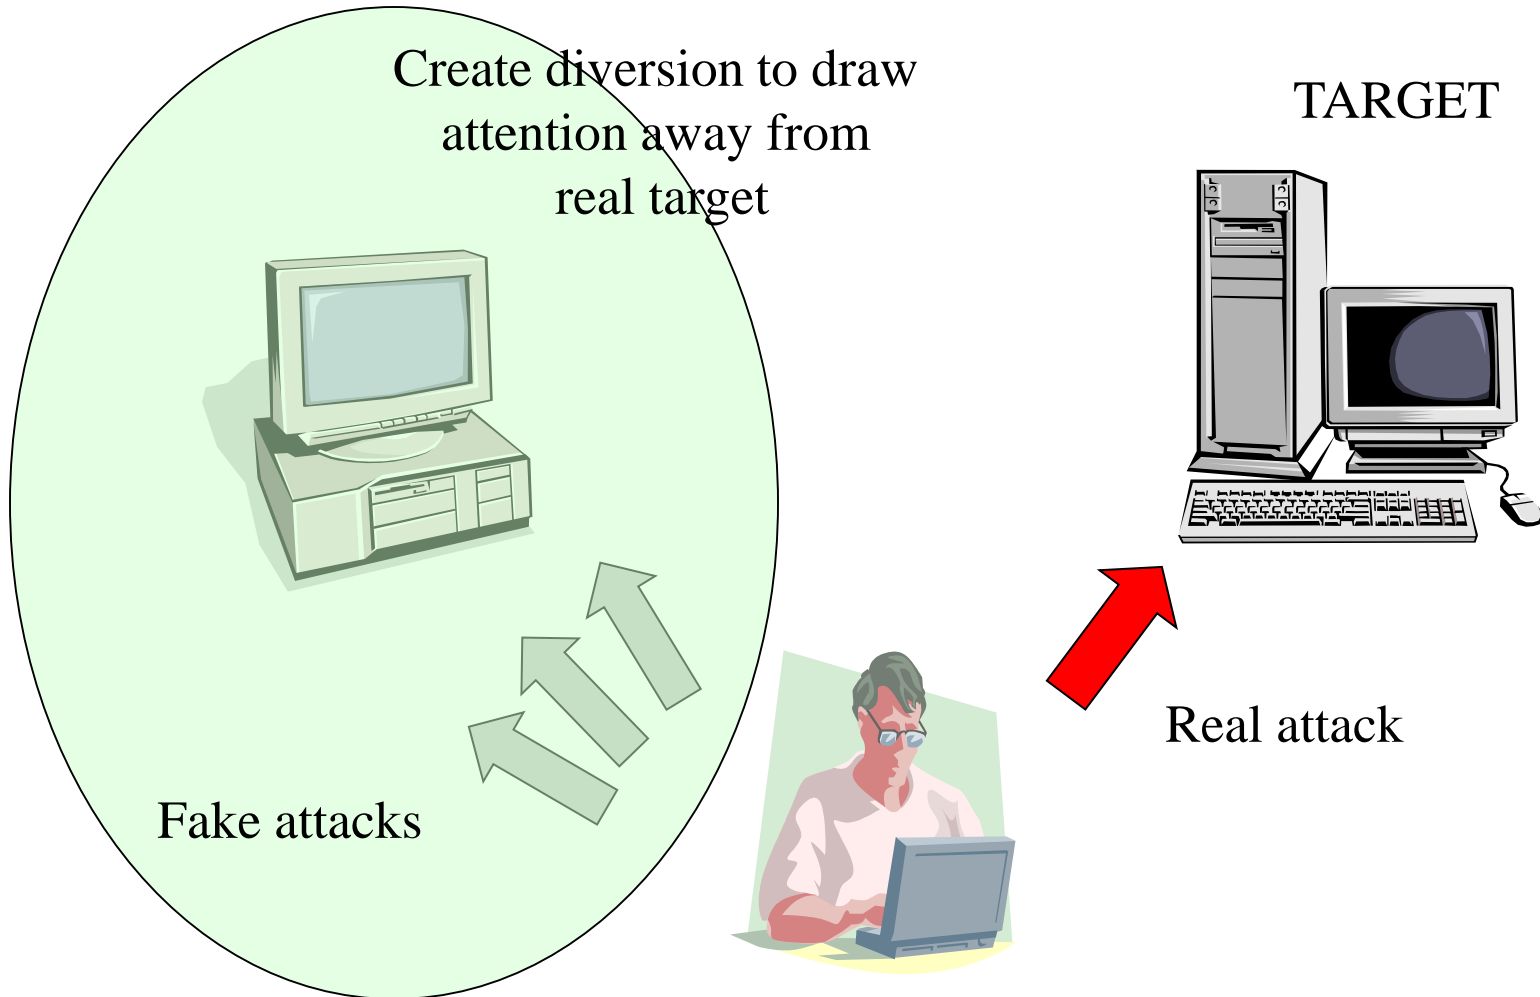 Create diversion to draw
attention away from
real target
TARGET
Real attack
Fake attacks